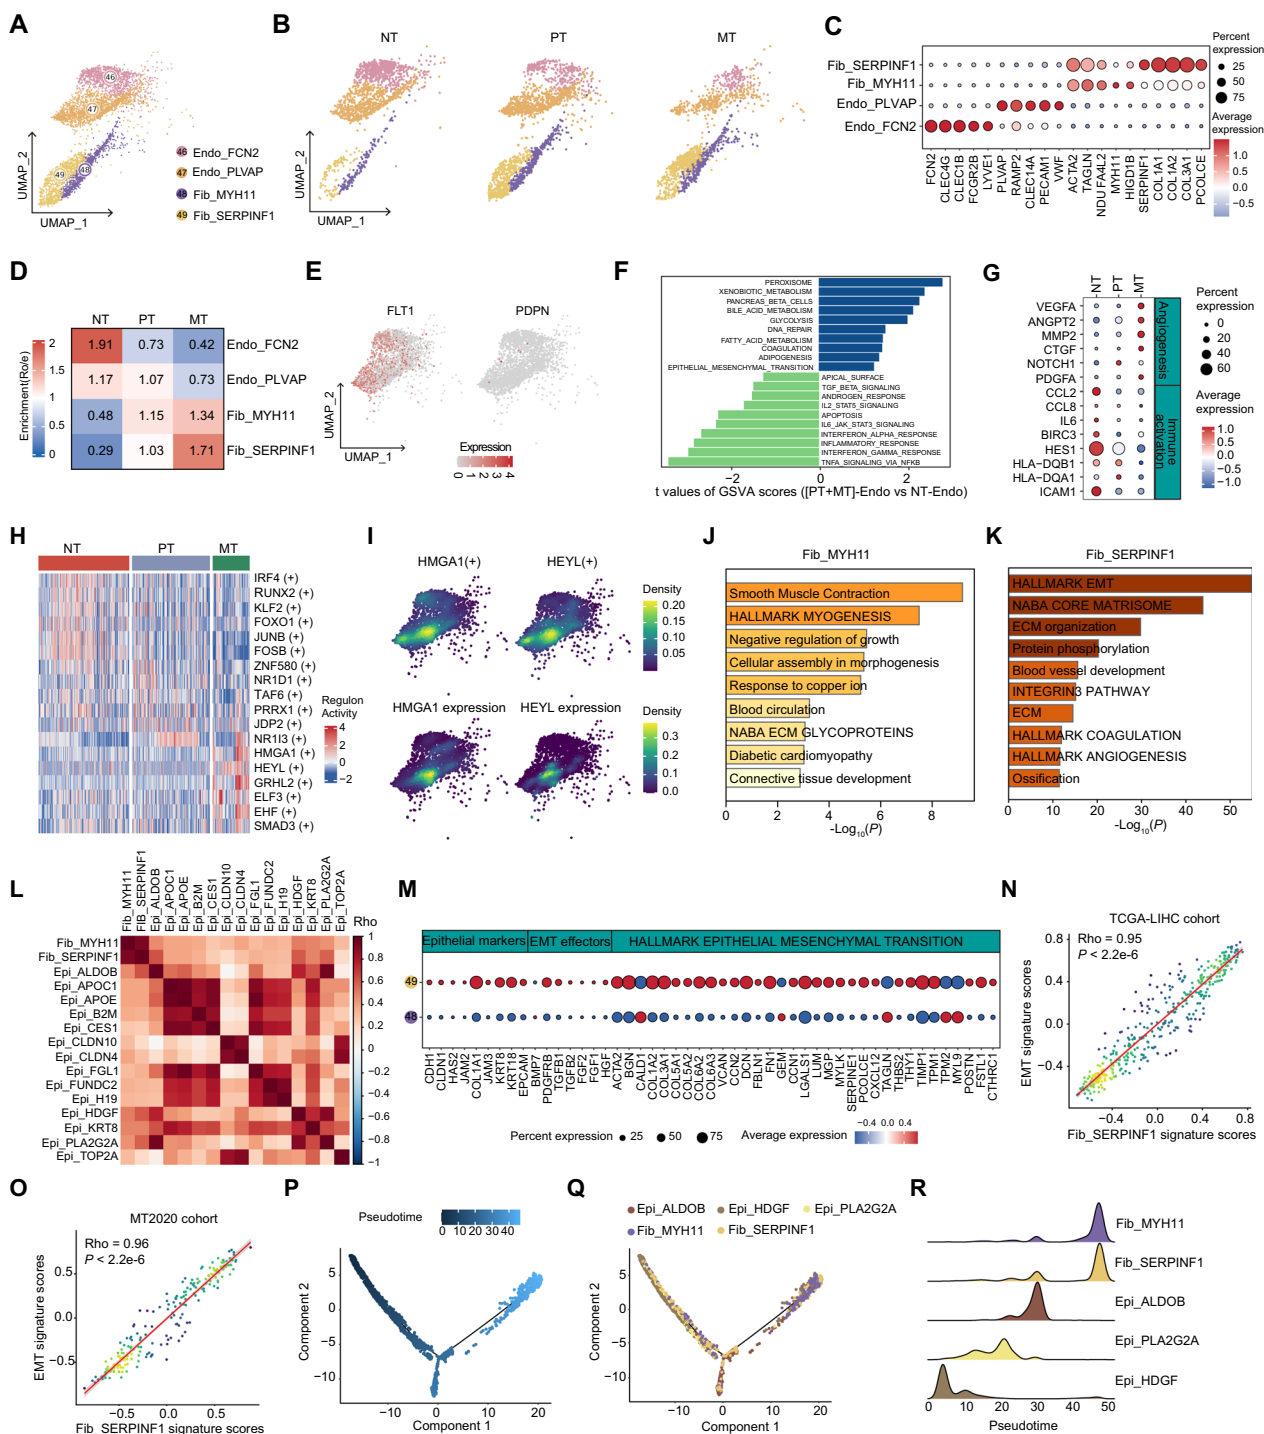 A
46
47
48
49
UMAP_2
UMAP_1
46 Endo_FCN2
47 Endo_PLVAP
48 Fib_MYH11
49 Fib_SERPINF1
B
NT PT MT
UMAP_2
UMAP_1
C
Fib_SERPINF1
Fib_MYH11
Endo_PLVAP
Endo_FCN2
FCN2 CLEC4G CLEC1B FCGR2B LYVE1 PLVAP RAMP2 CLEC14A PECAM1 VWF ACTA2 TAGLN NDUFA4L2 MYH11 HIGD1B SERPINF1 COL1A1 COL1A2 COL3A1 PCOLCE
Percent expression
25
50
75
Average expression
1.0
0.5
0.0
−0.5
D
NT PT MT
1.91 0.73 0.42 Endo_FCN2
1.17 1.07 0.73 Endo_PLVAP
0.48 1.15 1.34 Fib_MYH11
0.29 1.03 1.71 Fib_SERPINF1
Enrichment(Ro/e)
2
1.5
1
0.5
0
E
FLT1 PDPN
UMAP_2
UMAP_1
Expression
0 1 2 3 4
F
PEROXISOME
XENOBIOTIC_METABOLISM
PANCREAS_BETA_CELLS
BILE_ACID_METABOLISM
GLYCOLYSIS
DNA_REPAIR
FATTY_ACID_METABOLISM
COAGULATION
ADIPOGENESIS
EPITHELIAL_MESENCHYMAL_TRANSITION
APICAL_SURFACE
TGF_BETA_SIGNALING
ANDROGEN_RESPONSE
IL2_STAT5_SIGNALING
APOPTOSIS
IL6_JAK_STAT3_SIGNALING
INTERFERON_ALPHA_RESPONSE
INFLAMMATORY_RESPONSE
INTERFERON_GAMMA_RESPONSE
TNFA_SIGNALING_VIA_NFKB
−2 0 2
t values of GSVA scores ([PT+MT]-Endo vs NT-Endo)
G
NT PT MT
VEGFA
ANGPT2
MMP2
CTGF
NOTCH1
PDGFA
CCL2
CCL8
IL6
BIRC3
HES1
HLA−DQB1
HLA−DQA1
ICAM1
Angiogenesis
Immune activation
Percent expression
0
20
40
60
Average expression
1.0
0.5
0.0
−0.5
−1.0
H
NT PT MT
IRF4 (+)
RUNX2 (+)
KLF2 (+)
FOXO1 (+)
JUNB (+)
FOSB (+)
ZNF580 (+)
NR1D1 (+)
TAF6 (+)
PRRX1 (+)
JDP2 (+)
NR1I3 (+)
HMGA1 (+)
HEYL (+)
GRHL2 (+)
ELF3 (+)
EHF (+)
SMAD3 (+)
Regulon Activity
4
2
0
−2
I
HMGA1(+) HEYL(+)
Density
0.20
0.15
0.10
0.05
HMGA1 expression HEYL expression
Density
0.3
0.2
0.1
0.0
J
Fib_MYH11
Smooth Muscle Contraction
HALLMARK MYOGENESIS
Negative regulation of growth
Cellular assembly in morphogenesis
Response to copper ion
Blood circulation
NABA ECM GLYCOPROTEINS
Diabetic cardiomyopathy
Connective tissue development
0 2 4 6 8
-Log10(P)
K
Fib_SERPINF1
HALLMARK EMT
NABA CORE MATRISOME
ECM organization
Protein phosphorylation
Blood vessel development
INTEGRIN3 PATHWAY
ECM
HALLMARK COAGULATION
HALLMARK ANGIOGENESIS
Ossification
0 10 20 30 40 50
-Log10(P)
L
Fib_MYH11 FIB_SERPINF1 Epi_ALDOB Epi_APOC1 Epi_APOE Epi_B2M Epi_CES1 Epi_CLDN10 Epi_CLDN4 Epi_FGL1 Epi_FUNDC2 Epi_H19 Epi_HDGF Epi_KRT8 Epi_PLA2G2A Epi_TOP2A
Fib_MYH11
Fib_SERPINF1
Epi_ALDOB
Epi_APOC1
Epi_APOE
Epi_B2M
Epi_CES1
Epi_CLDN10
Epi_CLDN4
Epi_FGL1
Epi_FUNDC2
Epi_H19
Epi_HDGF
Epi_KRT8
Epi_PLA2G2A
Epi_TOP2A
Rho
1
0.8
0.6
0.4
0.2
0
−0.2
−0.4
−0.6
−0.8
−1
M
Epithelial markers EMT effectors HALLMARK EPITHELIAL MESENCHYMAL TRANSITION
49
48
CDH1 CLDN1 HAS2 JAM2 COL1A1 JAM3 KRT8 KRT18 EPCAM BMP7 PDGFRB TGFB1 TGFB2 FGF2 FGF1 HGF ACTA2 BGN CALD1 COL1A2 COL3A1 COL5A1 COL5A2 COL6A2 COL6A3 VCAN CCN2 DCN FBLN1 FN1 GEM CCN1 LGALS1 LUM MGP MYLK SERPINE1 PCOLCE CXCL12 TAGLN THBS2 THY1 TIMP1 TPM1 TPM2 MYL9 POSTN FSTL1 CTHRC1
Percent expression 25 50 75
Average expression −0.4 0.0 0.4
N
TCGA-LIHC cohort
Rho = 0.95
P < 2.2e-6
EMT signature scores
0.8
0.4
0.0
−0.4
−0.4 0.0 0.4 0.8
Fib_SERPINF1 signature scores
O
MT2020 cohort
Rho = 0.96
P < 2.2e-6
EMT signature scores
0.5
0.0
−0.5
−0.5 0.0 0.5
Fib_SERPINF1 signature scores
P
Pseudotime
0 10 20 30 40
Component 2
5
0
−5
−10
−10 0 10 20
Component 1
Q
Epi_ALDOB Epi_HDGF Epi_PLA2G2A
Fib_MYH11 Fib_SERPINF1
Component 2
5
0
−5
−10
−10 0 10 20
Component 1
R
Fib_MYH11
Fib_SERPINF1
Epi_ALDOB
Epi_PLA2G2A
Epi_HDGF
0 10 20 30 40 50
Pseudotime